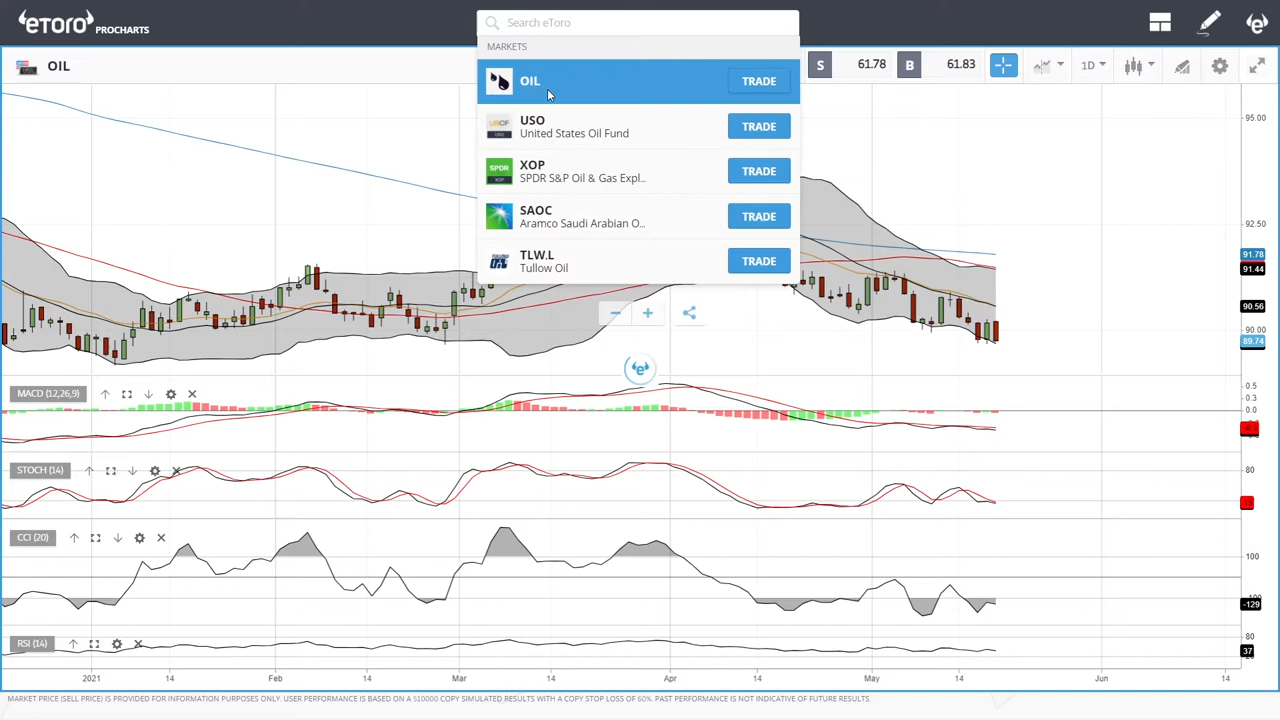 eToro PROCHARTS
Search eToro
MARKETS
OIL
OIL
TRADE
S
61.78
B
61.83
1D
USO
United States Oil Fund
TRADE
XOP
SPDR S&P Oil & Gas Expl...
TRADE
SAOC
Aramco Saudi Arabian O...
TRADE
TLW.L
Tullow Oil
TRADE
95.00
92.50
91.78
91.44
90.56
90.00
89.74
MACD (12,26,9)
0.5
0.3
0.0
STOCH (14)
80
CCI (20)
100
-129
RSI (14)
80
37
2021
14
Feb
14
Mar
14
Apr
14
May
14
Jun
14
MARKET PRICE (SELL PRICE) IS PROVIDED FOR INFORMATION PURPOSES ONLY. USER PERFORMANCE IS BASED ON A $10000 COPY SIMULATED RESULTS WITH A COPY STOP LOSS OF 60%. PAST PERFORMANCE IS NOT INDICATIVE OF FUTURE RESULTS.